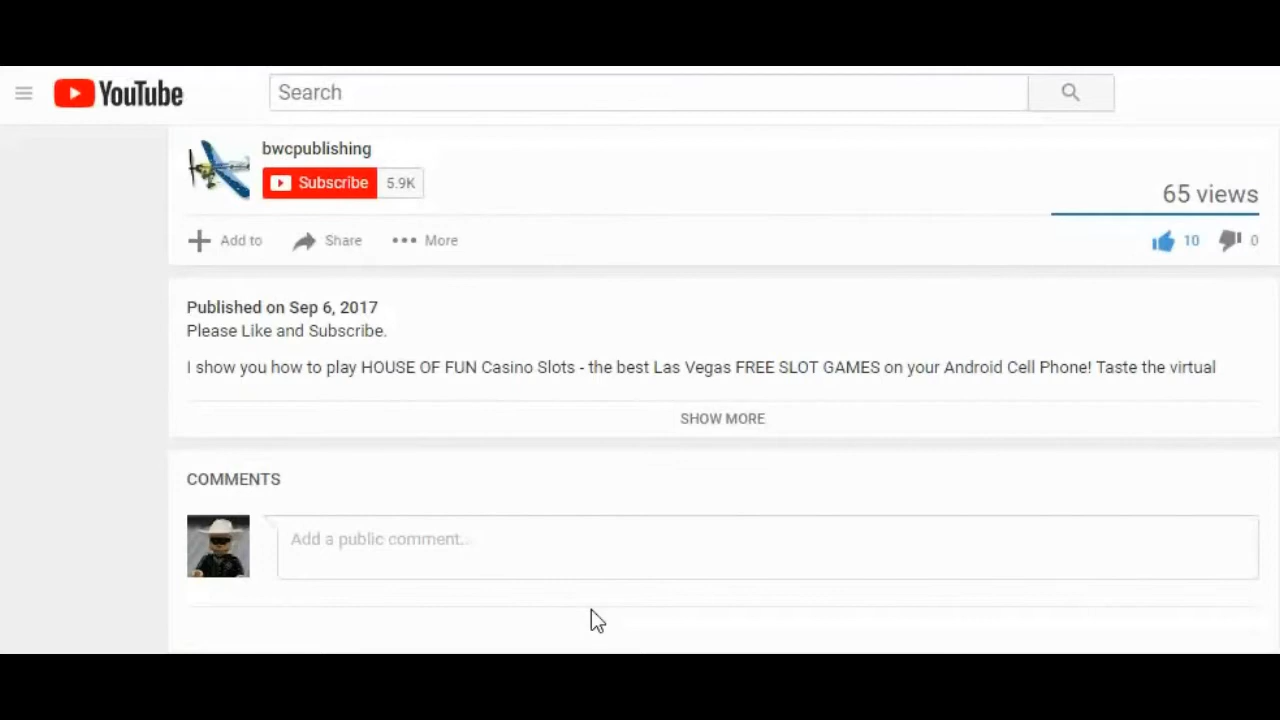 YouTube
Search
bwcpublishing
Subscribe 5.9K
65 views
Add to Share More
10 0
Published on Sep 6, 2017
Please Like and Subscribe.
I show you how to play HOUSE OF FUN Casino Slots - the best Las Vegas FREE SLOT GAMES on your Android Cell Phone! Taste the virtual
SHOW MORE
COMMENTS
Add a public comment...